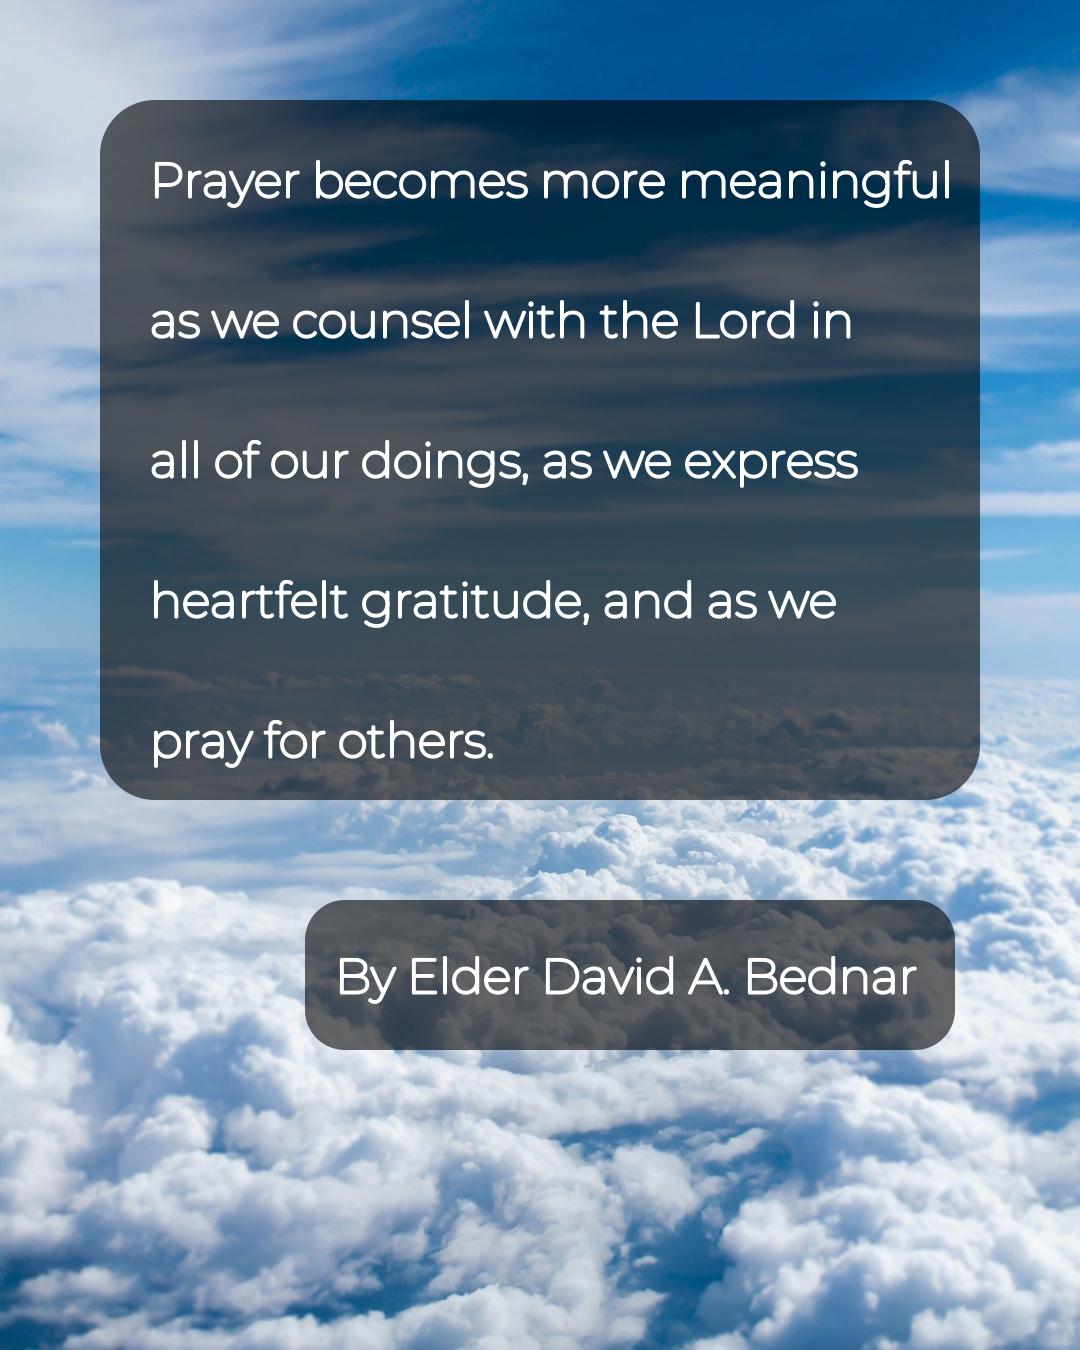 Prayer becomes more meaningful
as we counsel with the Lord in
all of our doings, as we express
heartfelt gratitude, and as we
pray for others.
By Elder David A. Bednar